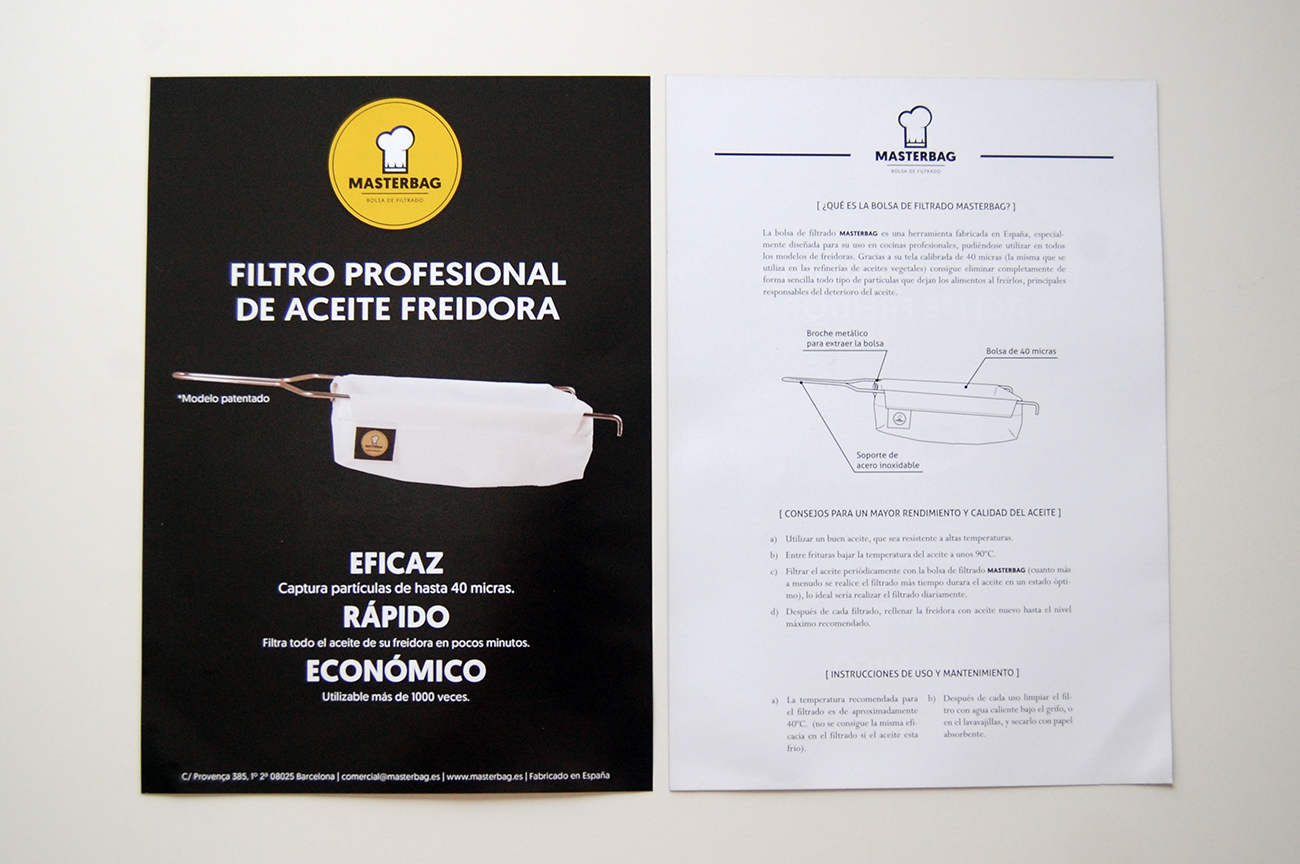 MASTERBAG
BOLSA DE FILTRADO
FILTRO PROFESIONAL
DE ACEITE FREIDORA
*Modelo patentado
MASTERBAG
EFICAZ
Captura partículas de hasta 40 micras.
RÁPIDO
Filtra todo el aceite de su freidora en pocos minutos.
ECONÓMICO
Utilizable más de 1000 veces.
C/ Provença 385, 1º 2ª 08025 Barcelona | comercial@masterbag.es | www.masterbag.es | Fabricado en España
MASTERBAG
BOLSA DE FILTRADO
[ ¿QUÉ ES LA BOLSA DE FILTRADO MASTERBAG? ]
La bolsa de filtrado MASTERBAG es una herramienta fabricada en España, especial-
mente diseñada para su uso en cocinas profesionales, pudiéndose utilizar en todos
los modelos de freidoras. Gracias a su tela calibrada de 40 micras (la misma que se
utiliza en las refinerias de aceites vegetales) consigue eliminar completamente de
forma sencilla todo tipo de partículas que dejan los alimentos al freírlos, principales
responsables del deterioro del aceite.
Broche metálico
para extraer la bolsa
Bolsa de 40 micras
Soporte de
acero inoxidable
[ CONSEJOS PARA UN MAYOR RENDIMIENTO Y CALIDAD DEL ACEITE ]
a) Utilizar un buen aceite, que sea resistente a altas temperaturas.
b) Entre frituras bajar la temperatura del aceite a unos 90ºC.
c) Filtrar el aceite periódicamente con la bolsa de filtrado MASTERBAG (cuanto más
a menudo se realice el filtrado más tiempo durara el aceite en un estado ópti-
mo), lo ideal sería realizar el filtrado diariamente.
d) Después de cada filtrado, rellenar la freidora con aceite nuevo hasta el nivel
máximo recomendado.
[ INSTRUCCIONES DE USO Y MANTENIMIENTO ]
a) La temperatura recomendada para
el filtrado es de aproximadamente
40ºC. (no se consigue la misma efi-
cacia en el filtrado si el aceite esta
frio).
b) Después de cada uso limpiar el fil-
tro con agua caliente bajo el grifo, o
en el lavavajillas, y secarlo con papel
absorbente.